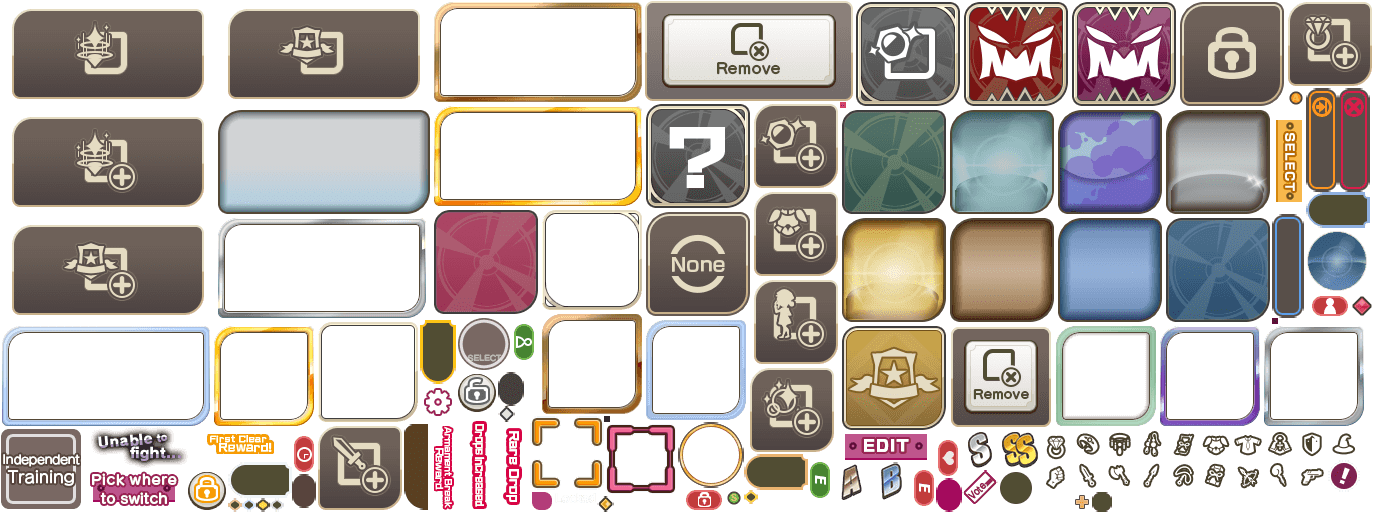 Remove
?
SELECT
None
SELECT
Remove
Independent
Training
Unable to
fight...
Pick where
to switch
First Clear
Reward!
Armament Break
Reward
Drops Increased
Rare Drop
EDIT
S
SS
A
B
E
E
Vote
!